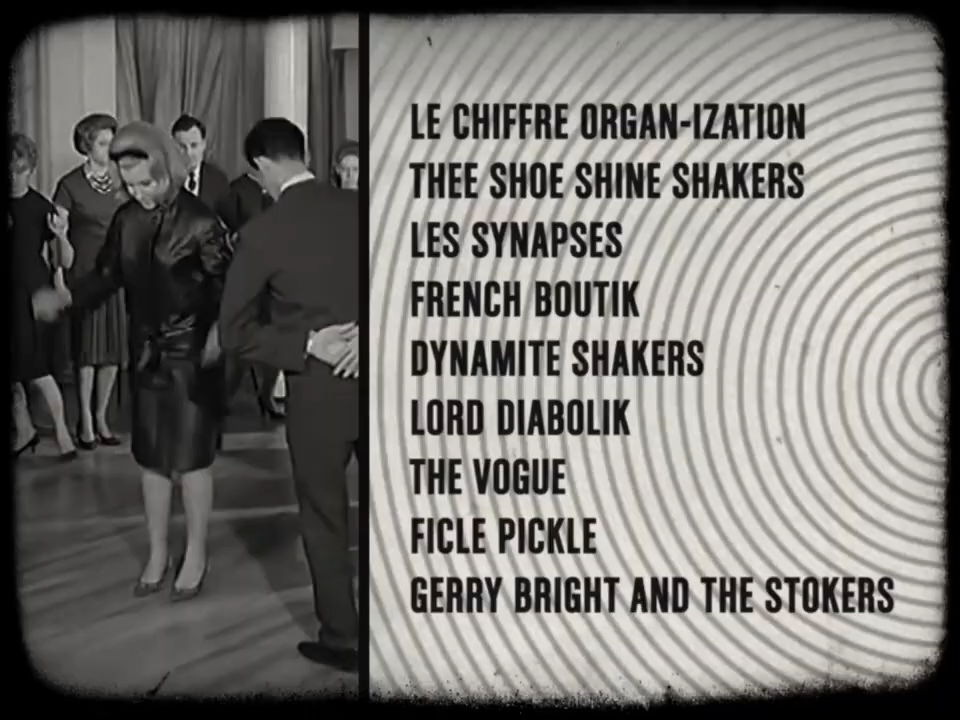 LE CHIFFRE ORGAN-IZATION
THEE SHOE SHINE SHAKERS
LES SYNAPSES
FRENCH BOUTIK
DYNAMITE SHAKERS
LORD DIABOLIK
THE VOGUE
FICLE PICKLE
GERRY BRIGHT AND THE STOKERS